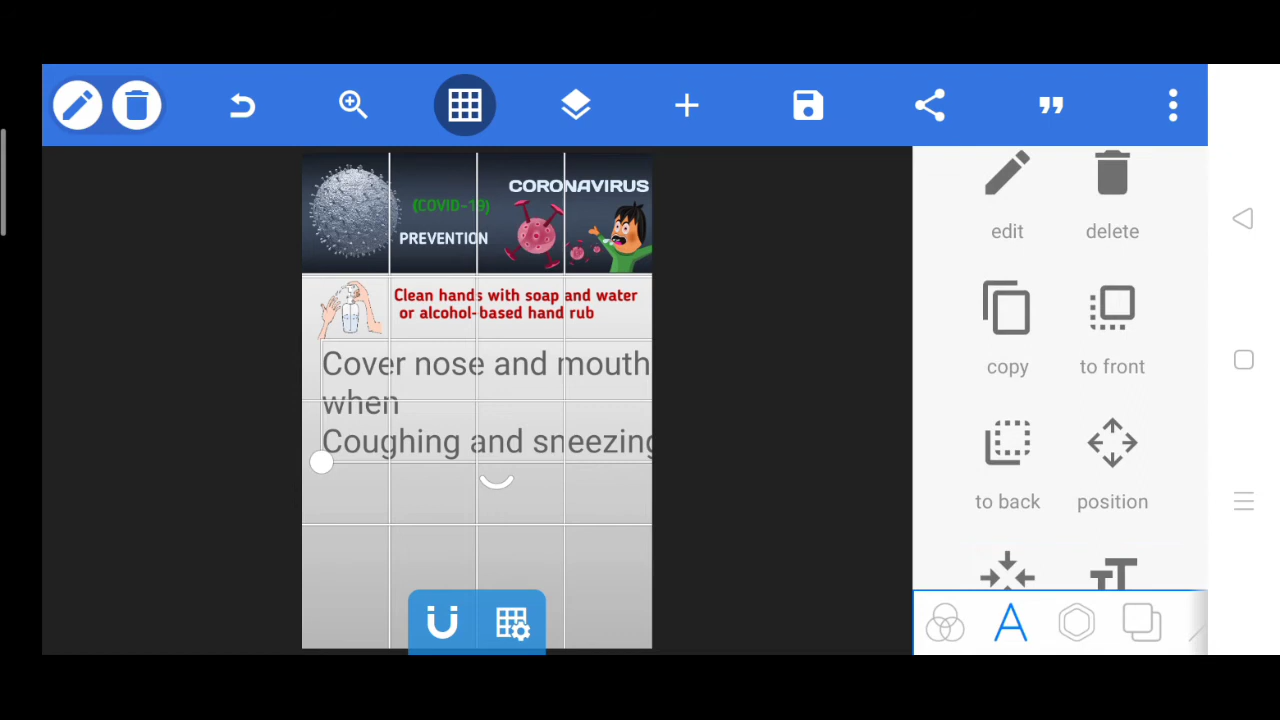 CORONAVIRUS
(COVID-19)
PREVENTION
Clean hands with soap and water
or alcohol-based hand rub
Cover nose and mouth
when
Coughing and sneezing
edit
delete
copy
to front
to back
position